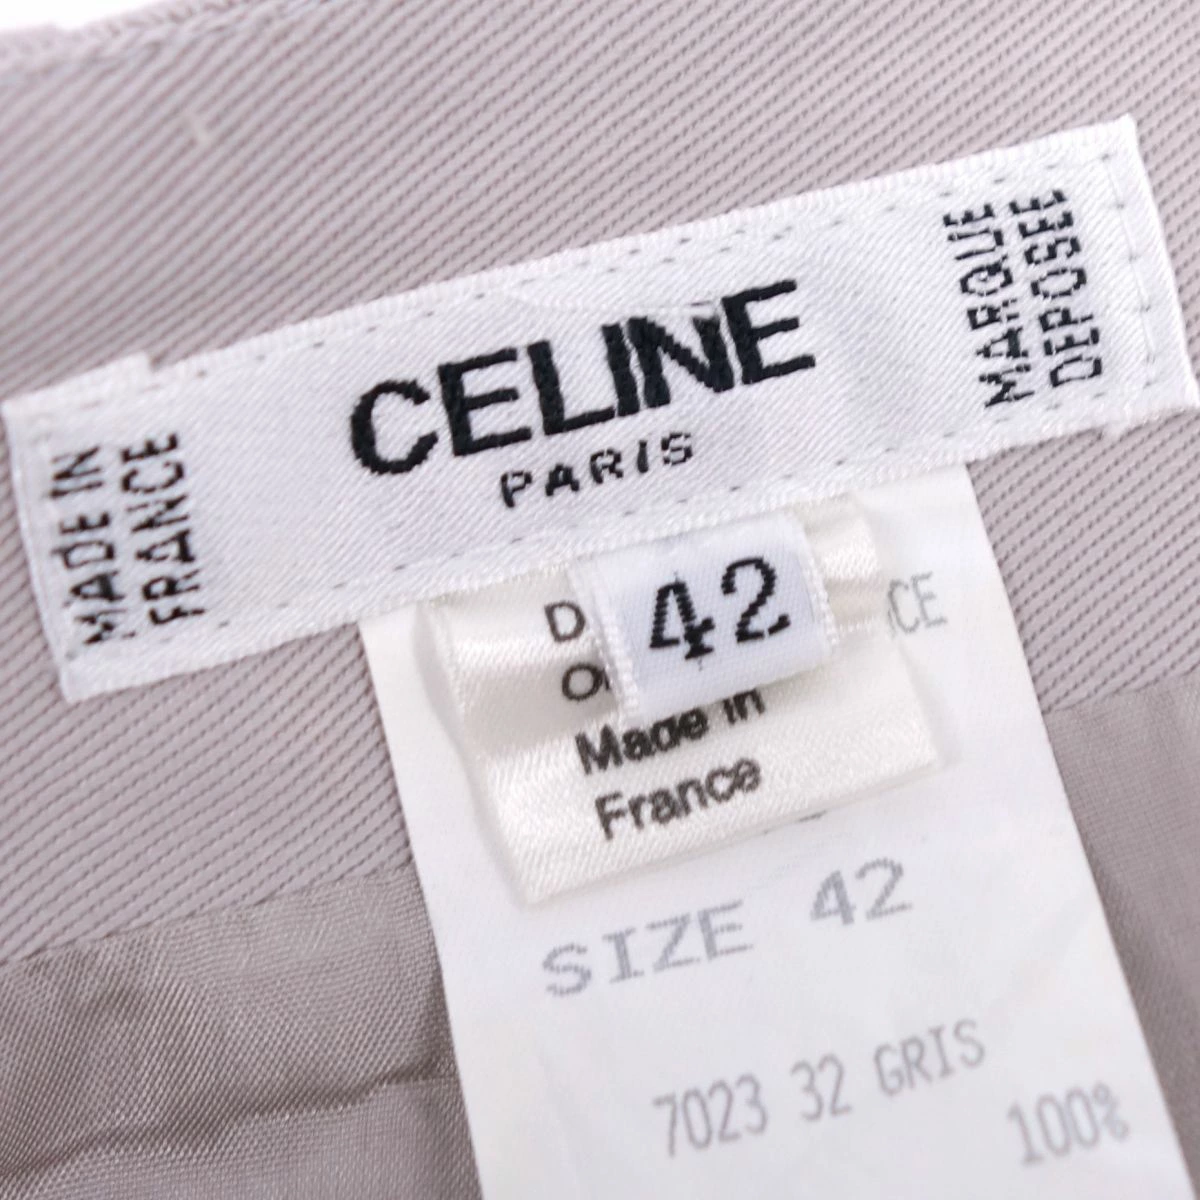 MADE IN
FRANCE
CELINE
PARIS
MARQUE
DEPOSEE
42
Made in
France
SIZE 42
7023 32 GRIS
100%